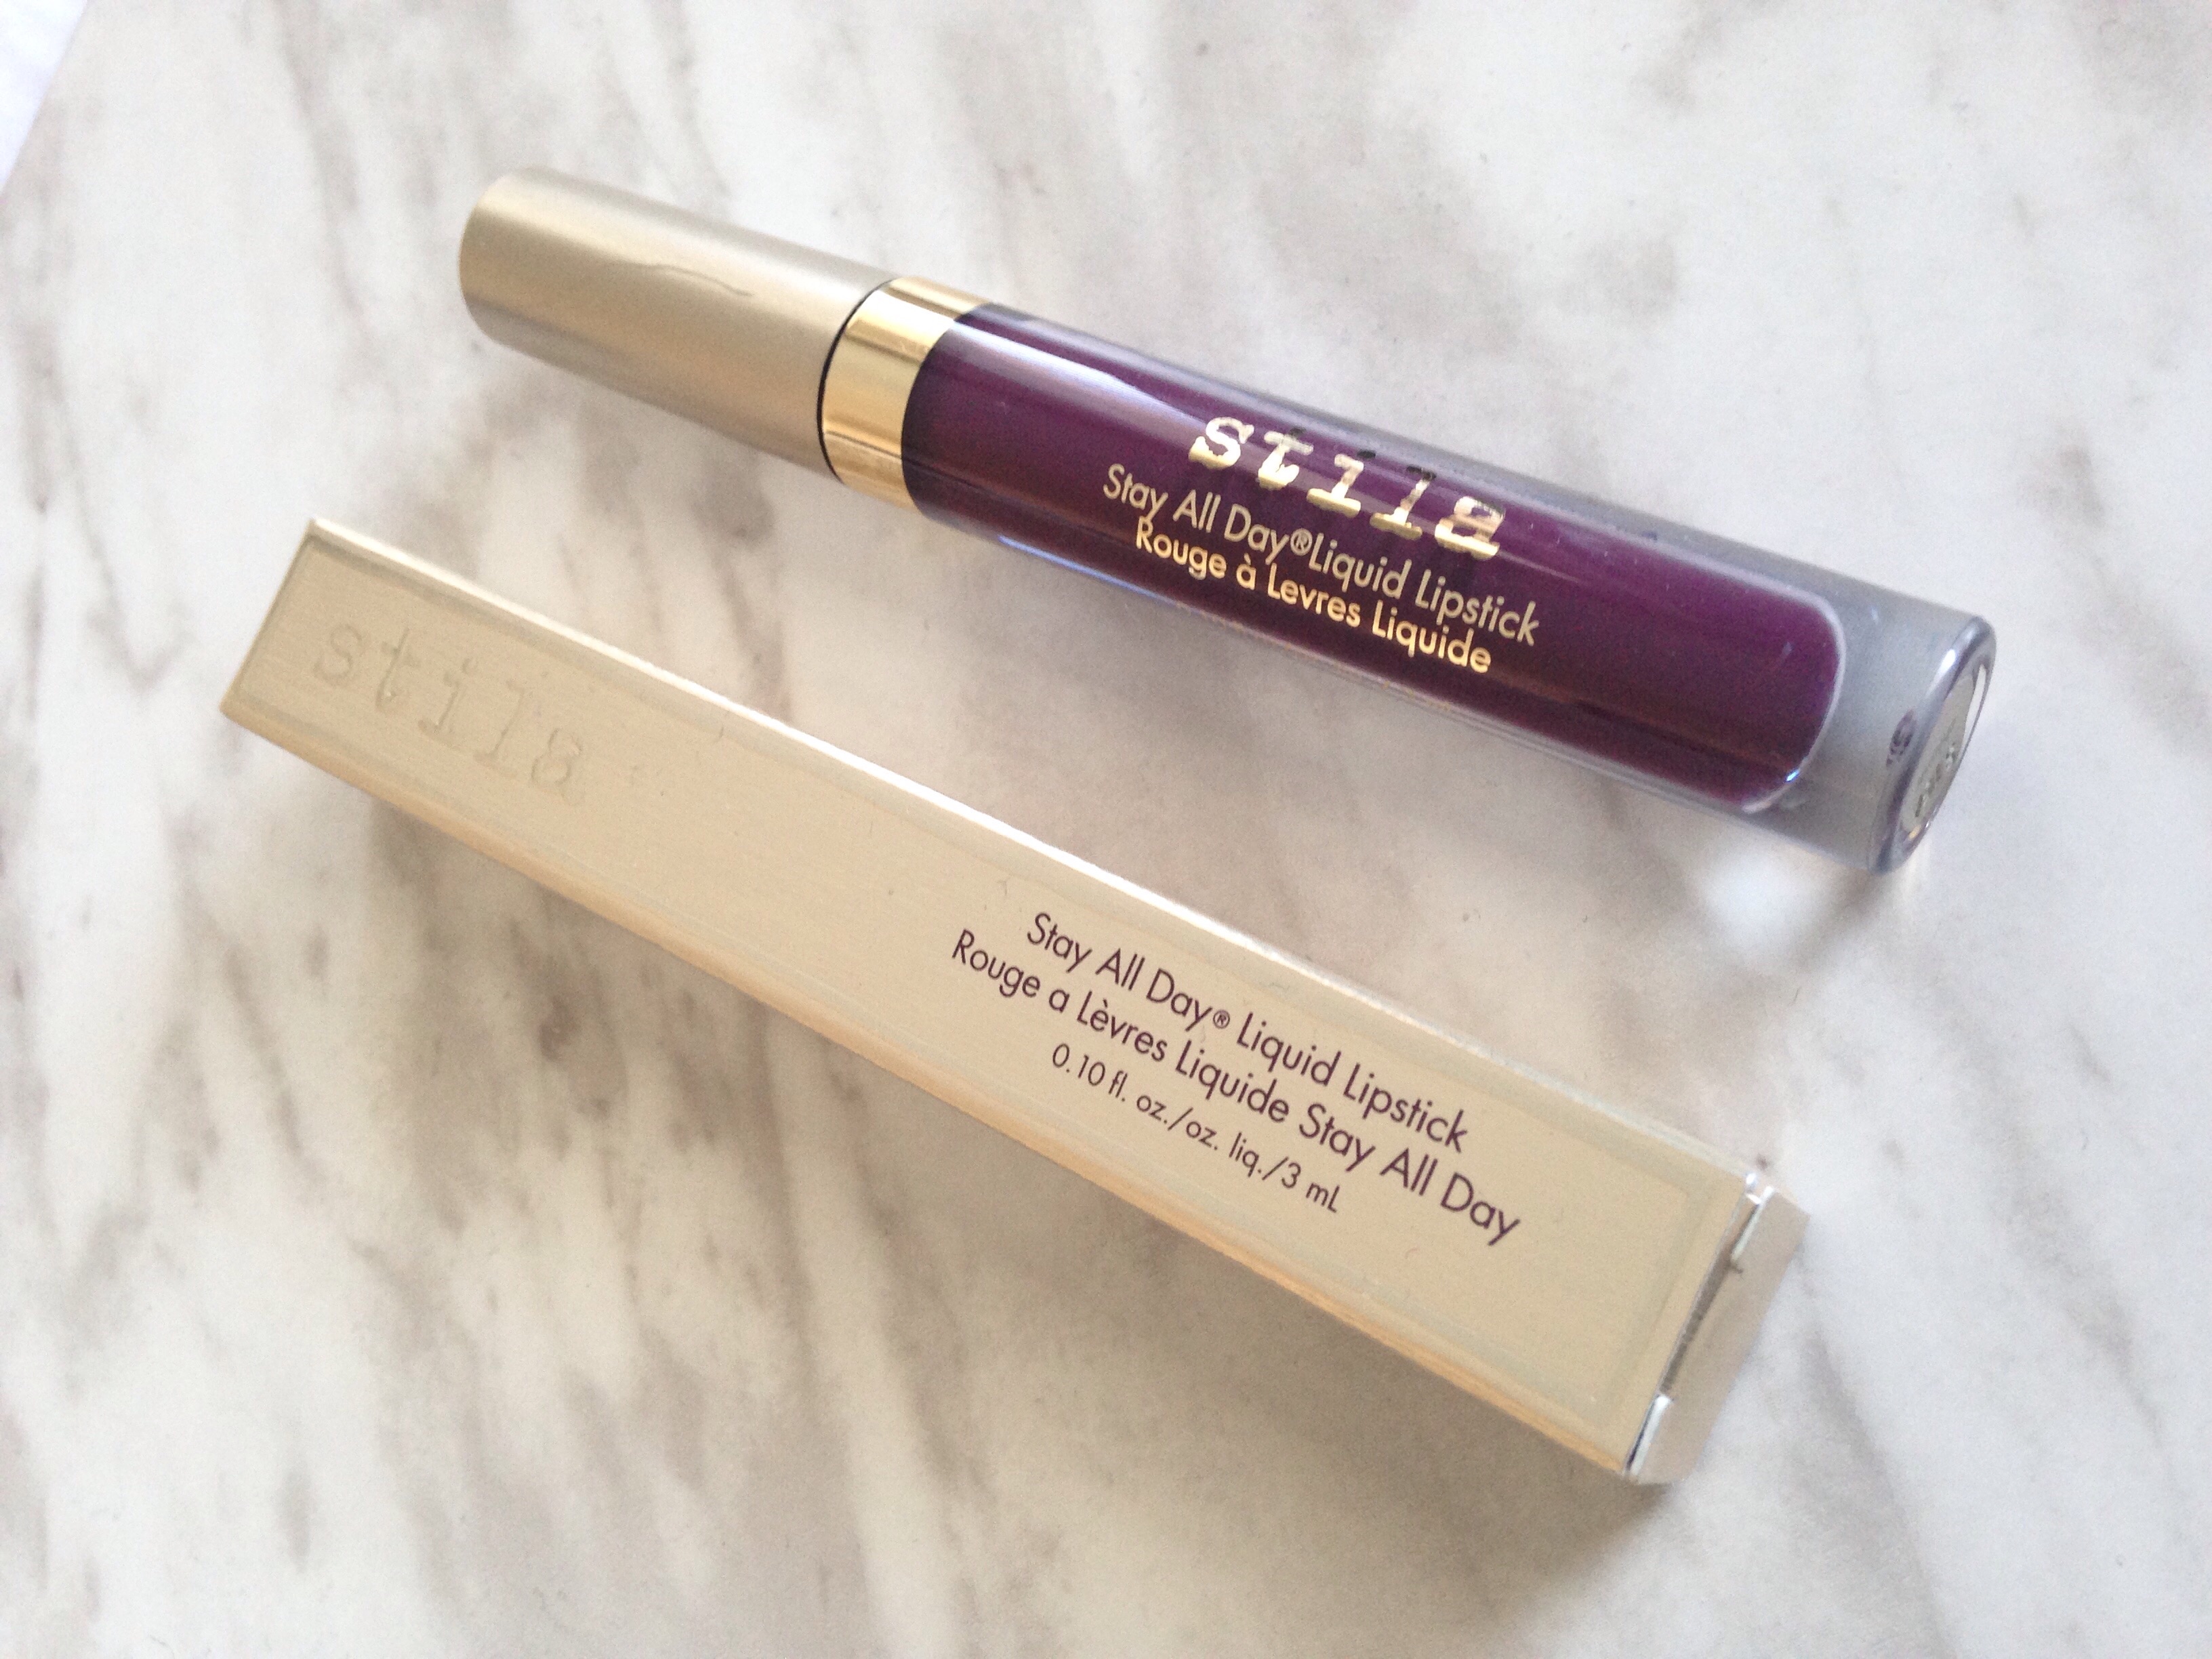 stila
Stay All Day® Liquid Lipstick
Rouge à Levres Liquide
stila
Stay All Day® Liquid Lipstick
Rouge a Lèvres Liquide Stay All Day
0.10 fl. oz./oz. liq./3 mL